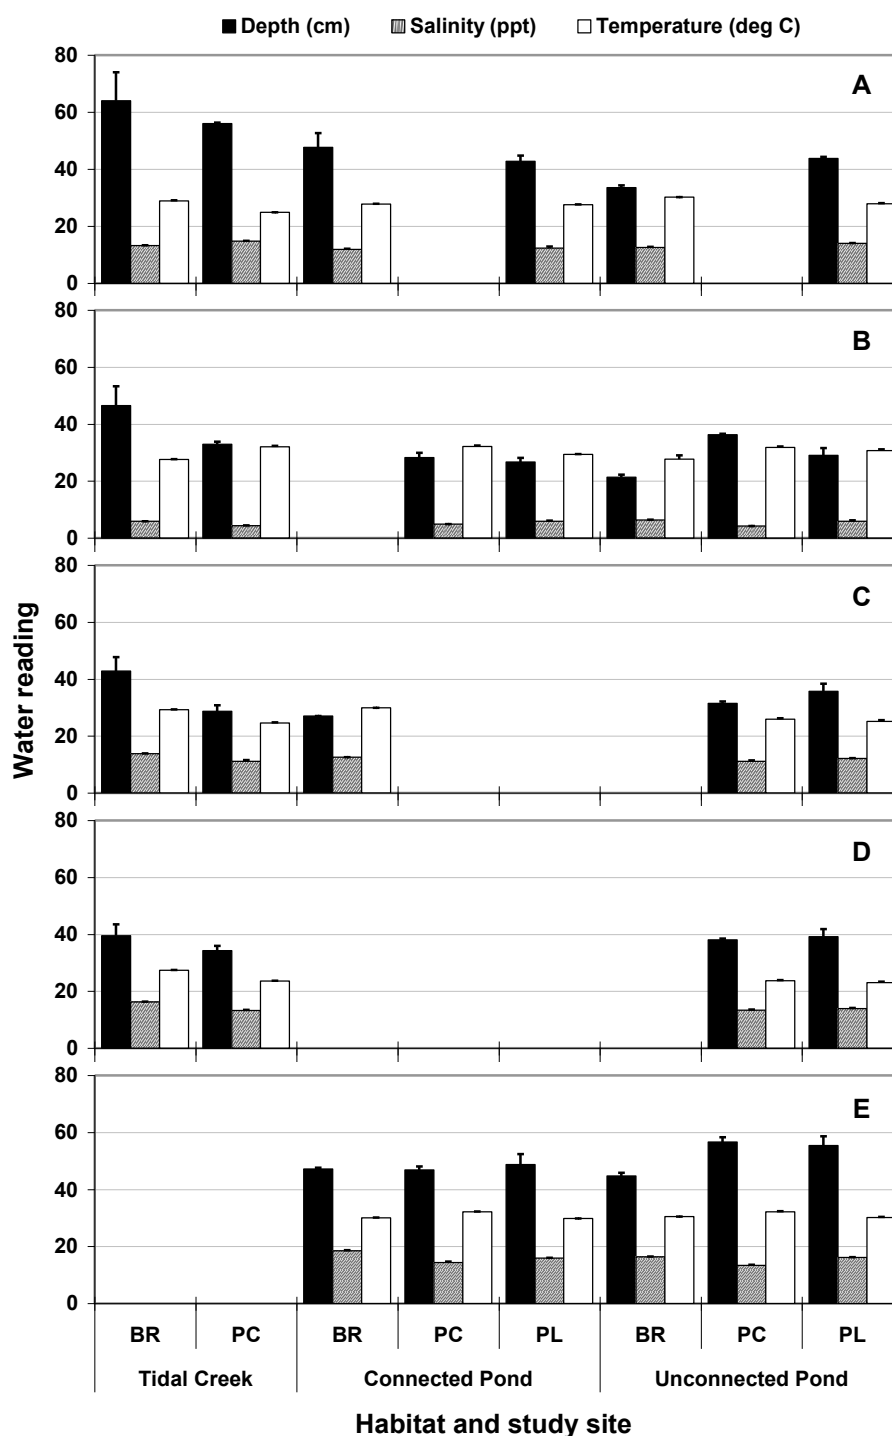 Depth (cm) Salinity (ppt) Temperature (deg C)
80
A
60
40
20
0
80
B
60
40
20
0
80
C
60
40
20
0
80
D
60
40
20
0
80
E
60
40
20
0
Water reading
BR PC BR PC PL BR PC PL
Tidal Creek Connected Pond Unconnected Pond
Habitat and study site